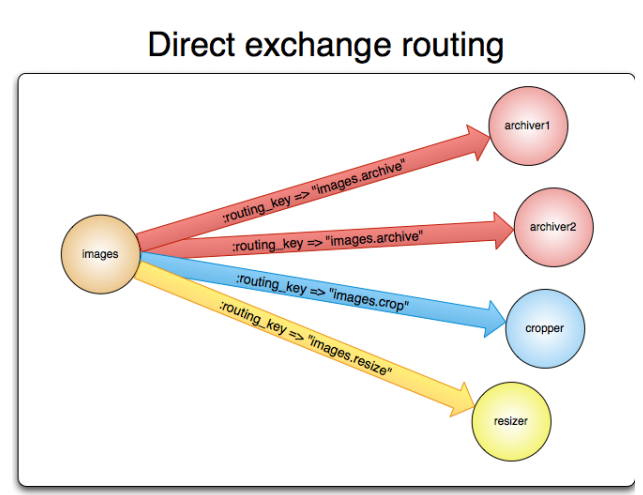 Direct exchange routing
archiver1
:routing_key => "images.archive"
archiver2
:routing_key => "images.archive"
images
:routing_key => "images.crop"
cropper
:routing_key => "images.resize"
resizer